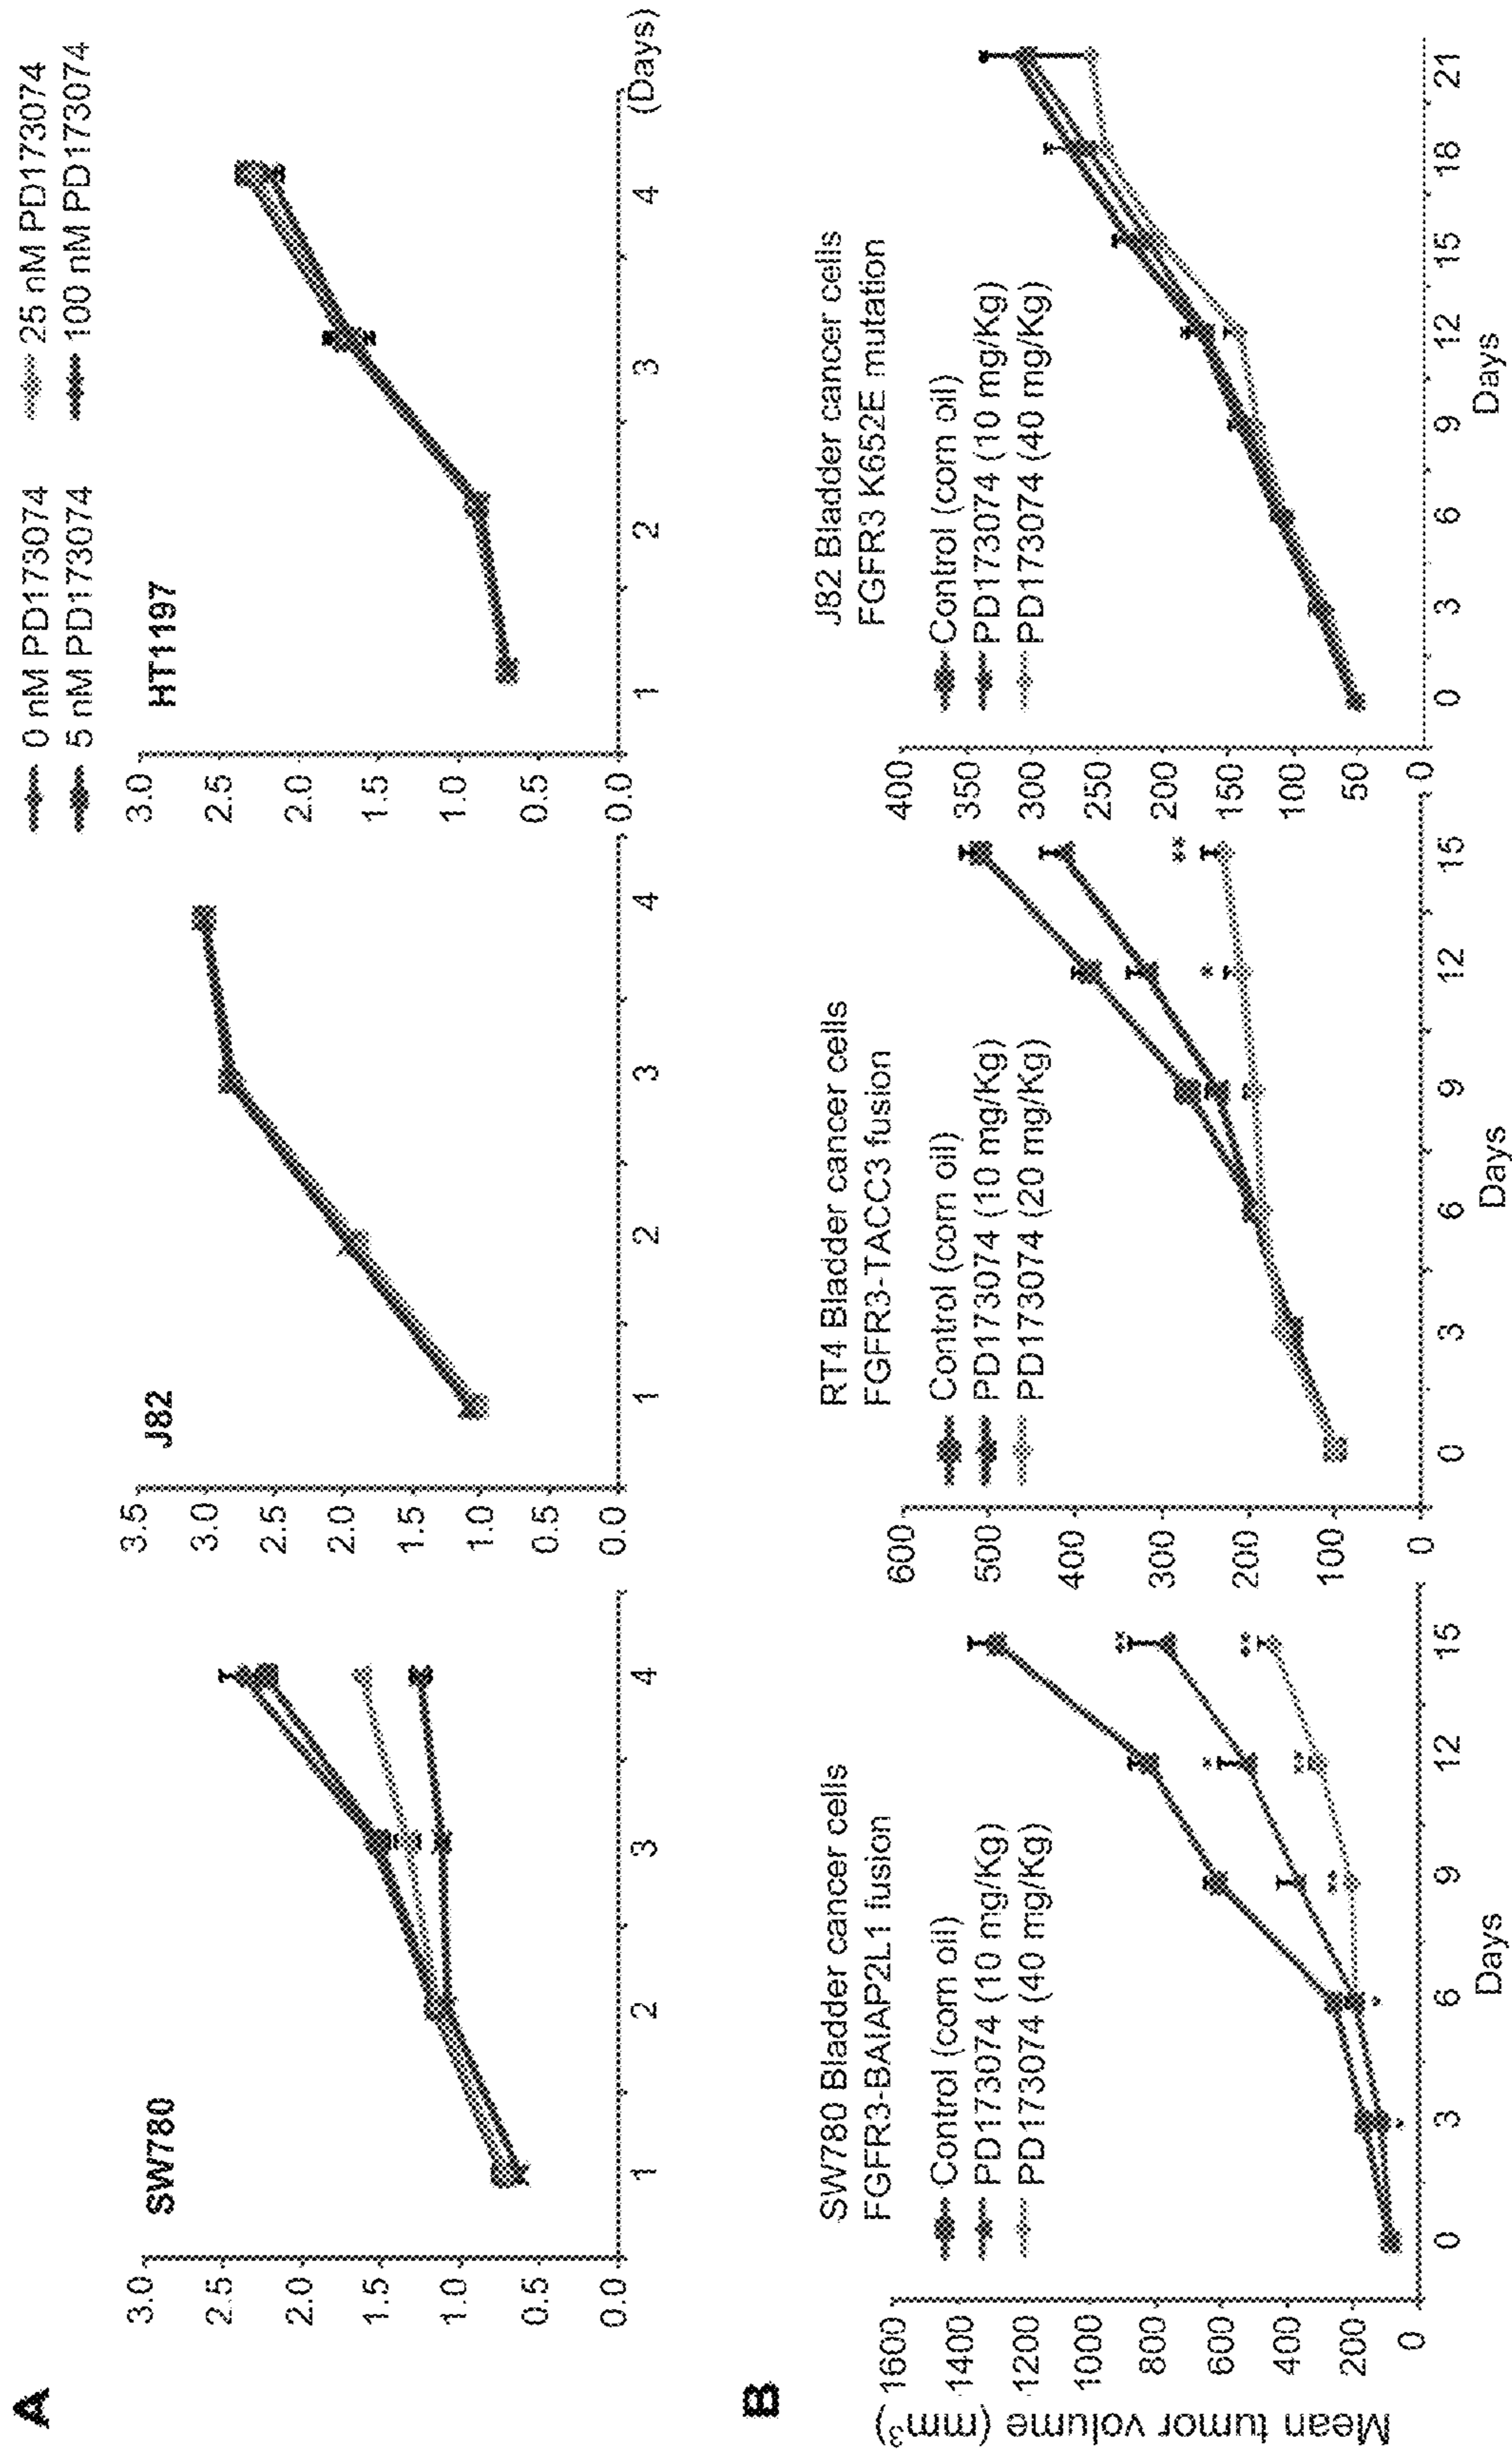 A
0 nM PD173074
25 nM PD173074
5 nM PD173074
100 nM PD173074
SW780
3.0
2.5
2.0
1.5
1.0
0.5
0.0
1 2 3 4
J82
3.5
3.0
2.5
2.0
1.5
1.0
0.5
0.0
1 2 3 4
HT1197
3.0
2.5
2.0
1.5
1.0
0.5
0.0
1 2 3 4
(Days)
B
Mean tumor volume (mm³)
SW780 Bladder cancer cells
FGFR3-BAIAP2L1 fusion
Control (corn oil)
PD173074 (10 mg/Kg)
PD173074 (40 mg/Kg)
1600
1400
1200
1000
800
600
400
200
0
** ** ** * **
0 3 6 9 12 15
Days
RT4 Bladder cancer cells
FGFR3-TACC3 fusion
Control (corn oil)
PD173074 (10 mg/Kg)
PD173074 (20 mg/Kg)
600
500
400
300
200
100
0
* **
0 3 6 9 12 15
Days
J82 Bladder cancer cells
FGFR3 K652E mutation
Control (corn oil)
PD173074 (10 mg/Kg)
PD173074 (40 mg/Kg)
400
350
300
250
200
150
100
50
0
0 3 6 9 12 15 18 21
Days